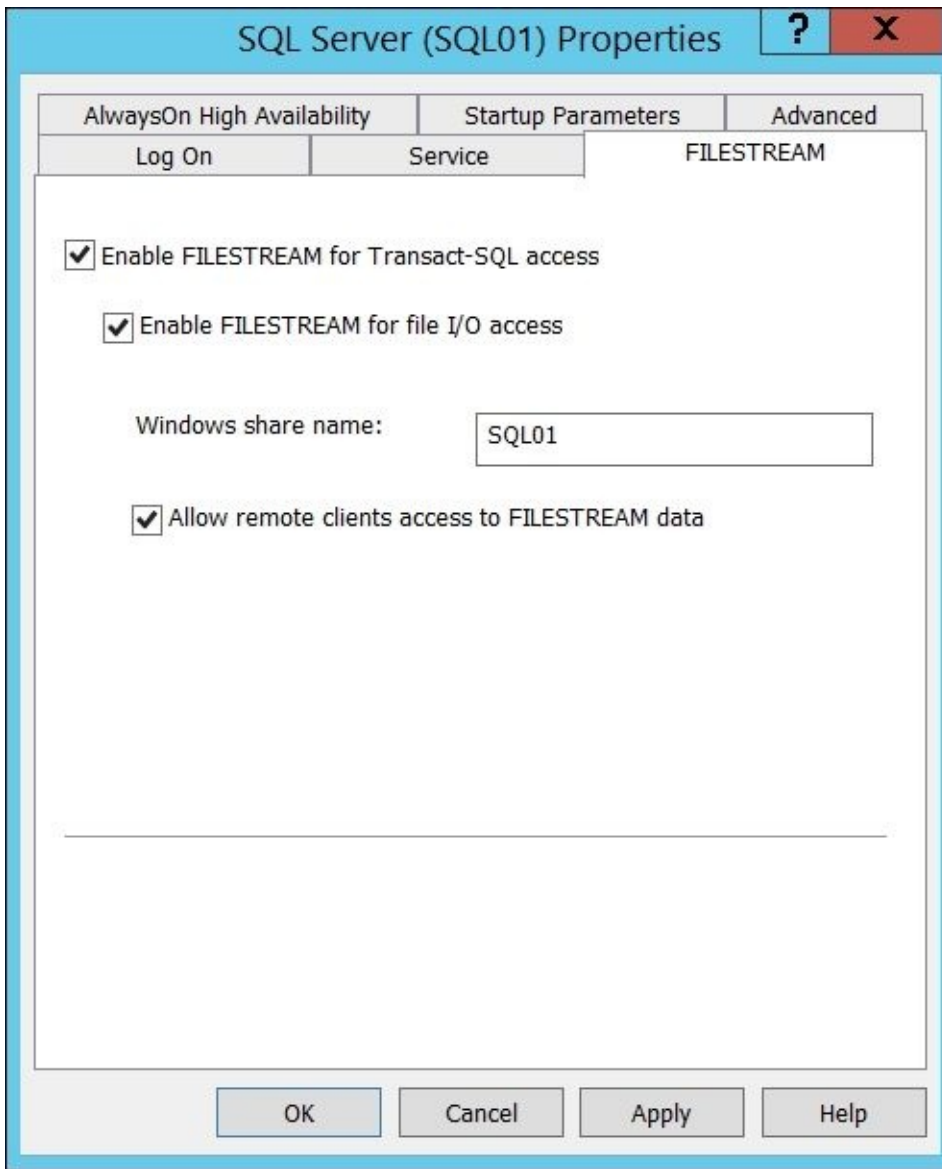 SQL Server (SQL01) Properties ? X
AlwaysOn High Availability Startup Parameters Advanced
Log On Service FILESTREAM
Enable FILESTREAM for Transact-SQL access
Enable FILESTREAM for file I/O access
Windows share name: SQL01
Allow remote clients access to FILESTREAM data
OK Cancel Apply Help